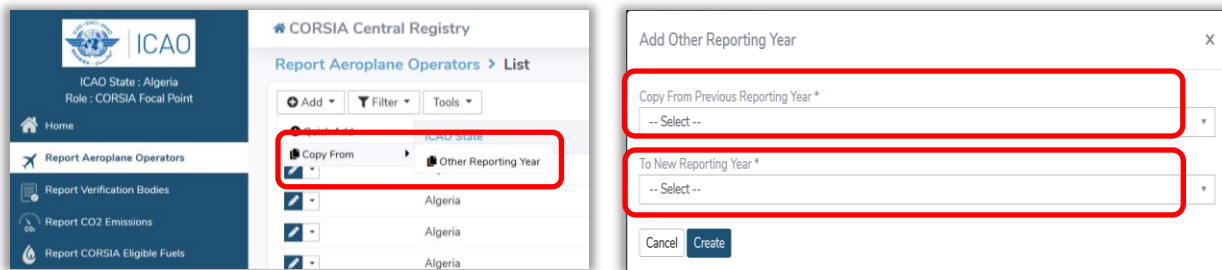 ICAO
ICAO State : Algeria
Role : CORSIA Focal Point
Home
Report Aeroplane Operators
Report Verification Bodies
Report CO2 Emissions
Report CORSIA Eligible Fuels
CORSIA Central Registry
Report Aeroplane Operators > List
Add
Filter
Tools
Quick Add
ICAO State
Copy From
Other Reporting Year
Algeria
Algeria
Algeria
Add Other Reporting Year
X
Copy From Previous Reporting Year *
-- Select --
To New Reporting Year *
-- Select --
Cancel
Create